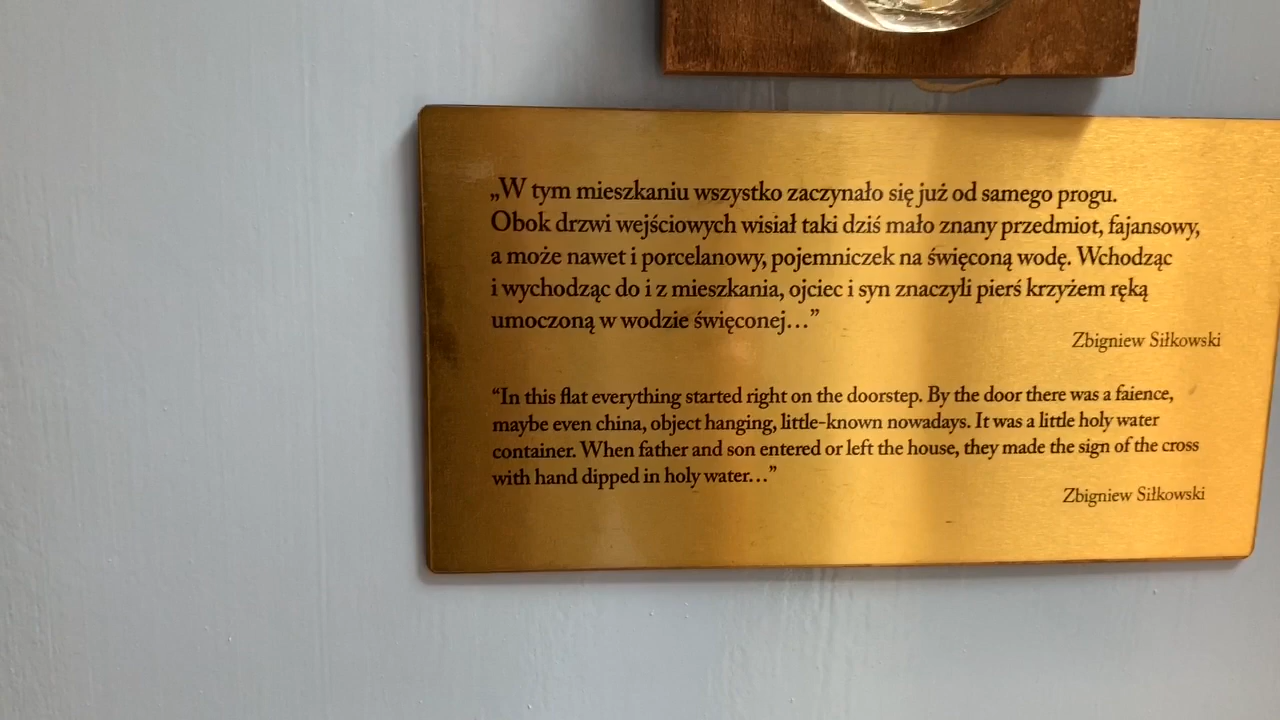 „W tym mieszkaniu wszystko zaczynało się już od samego progu.
Obok drzwi wejściowych wisiał taki dziś mało znany przedmiot, fajansowy,
a może nawet i porcelanowy, pojemniczek na święconą wodę. Wchodząc
i wychodząc do i z mieszkania, ojciec i syn znaczyli pierś krzyżem ręką
umoczoną w wodzie święconej…”
Zbigniew Siłkowski
“In this flat everything started right on the doorstep. By the door there was a faience,
maybe even china, object hanging, little-known nowadays. It was a little holy water
container. When father and son entered or left the house, they made the sign of the cross
with hand dipped in holy water…”
Zbigniew Siłkowski